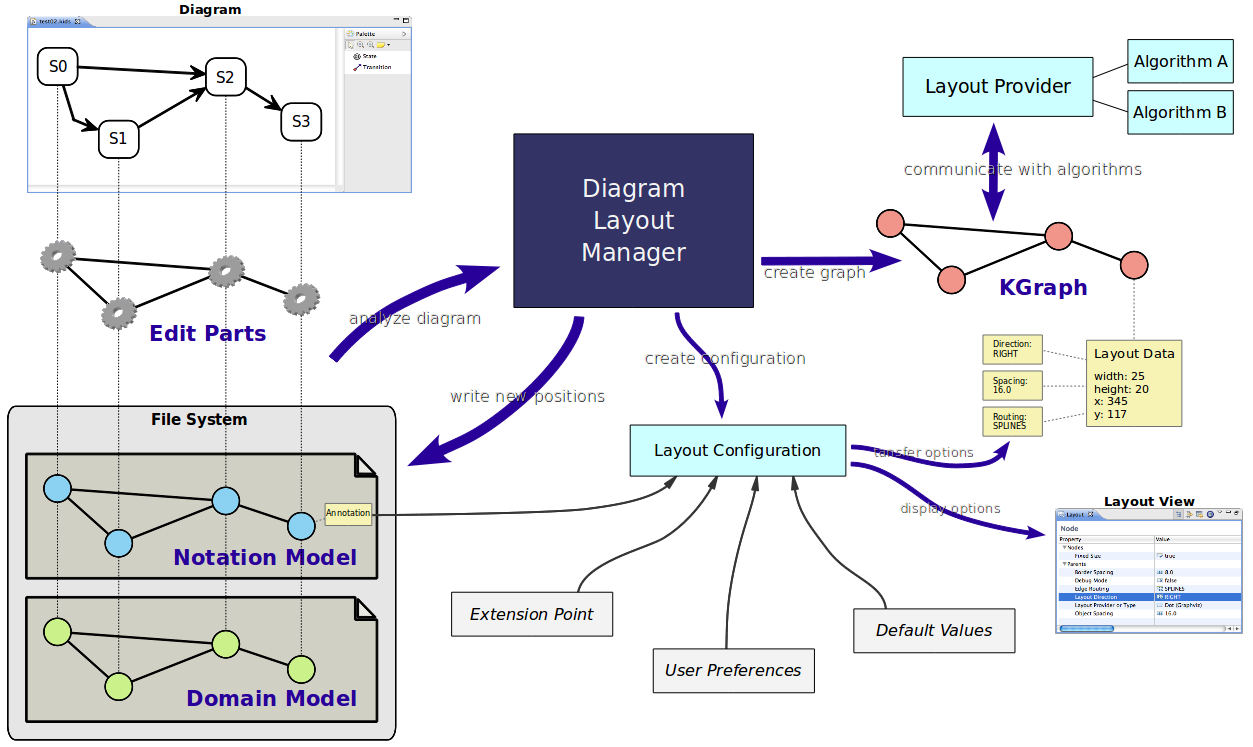 Diagram
test02.kids
Palette
State
Transition
S0
S2
S1
S3
Edit Parts
File System
Annotation
Notation Model
Domain Model
analyze diagram
Diagram
Layout
Manager
write new positions
create configuration
create graph
Layout Provider
Algorithm A
Algorithm B
communicate with algorithms
KGraph
Direction:
RIGHT
Spacing:
16.0
Routing:
SPLINES
Layout Data
width: 25
height: 20
x: 345
y: 117
Layout Configuration
tansfer options
display options
Extension Point
User Preferences
Default Values
Layout View
Layout
Node
Property Value
Nodes
Fixed Size true
Parents
Border Spacing 8.0
Debug Mode false
Edge Routing SPLINES
Layout Direction RIGHT
Layout Provider or Type Dot (Graphviz)
Object Spacing 16.0